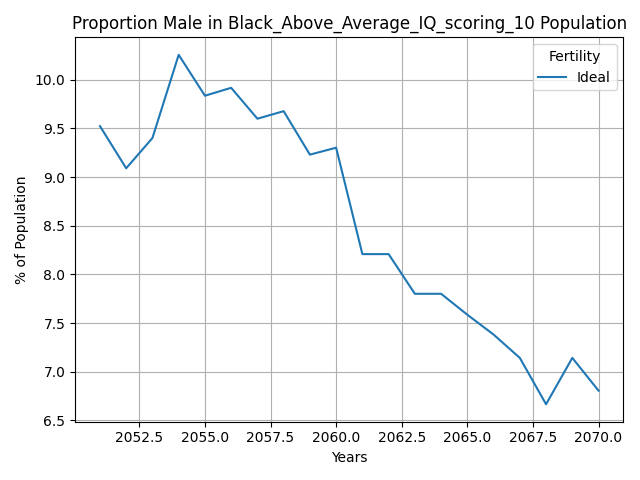 Proportion Male in Black_Above_Average_IQ_scoring_10 Population
Fertility
Ideal
10.0
9.5
9.0
8.5
8.0
7.5
7.0
6.5
% of Population
2052.5 2055.0 2057.5 2060.0 2062.5 2065.0 2067.5 2070.0
Years